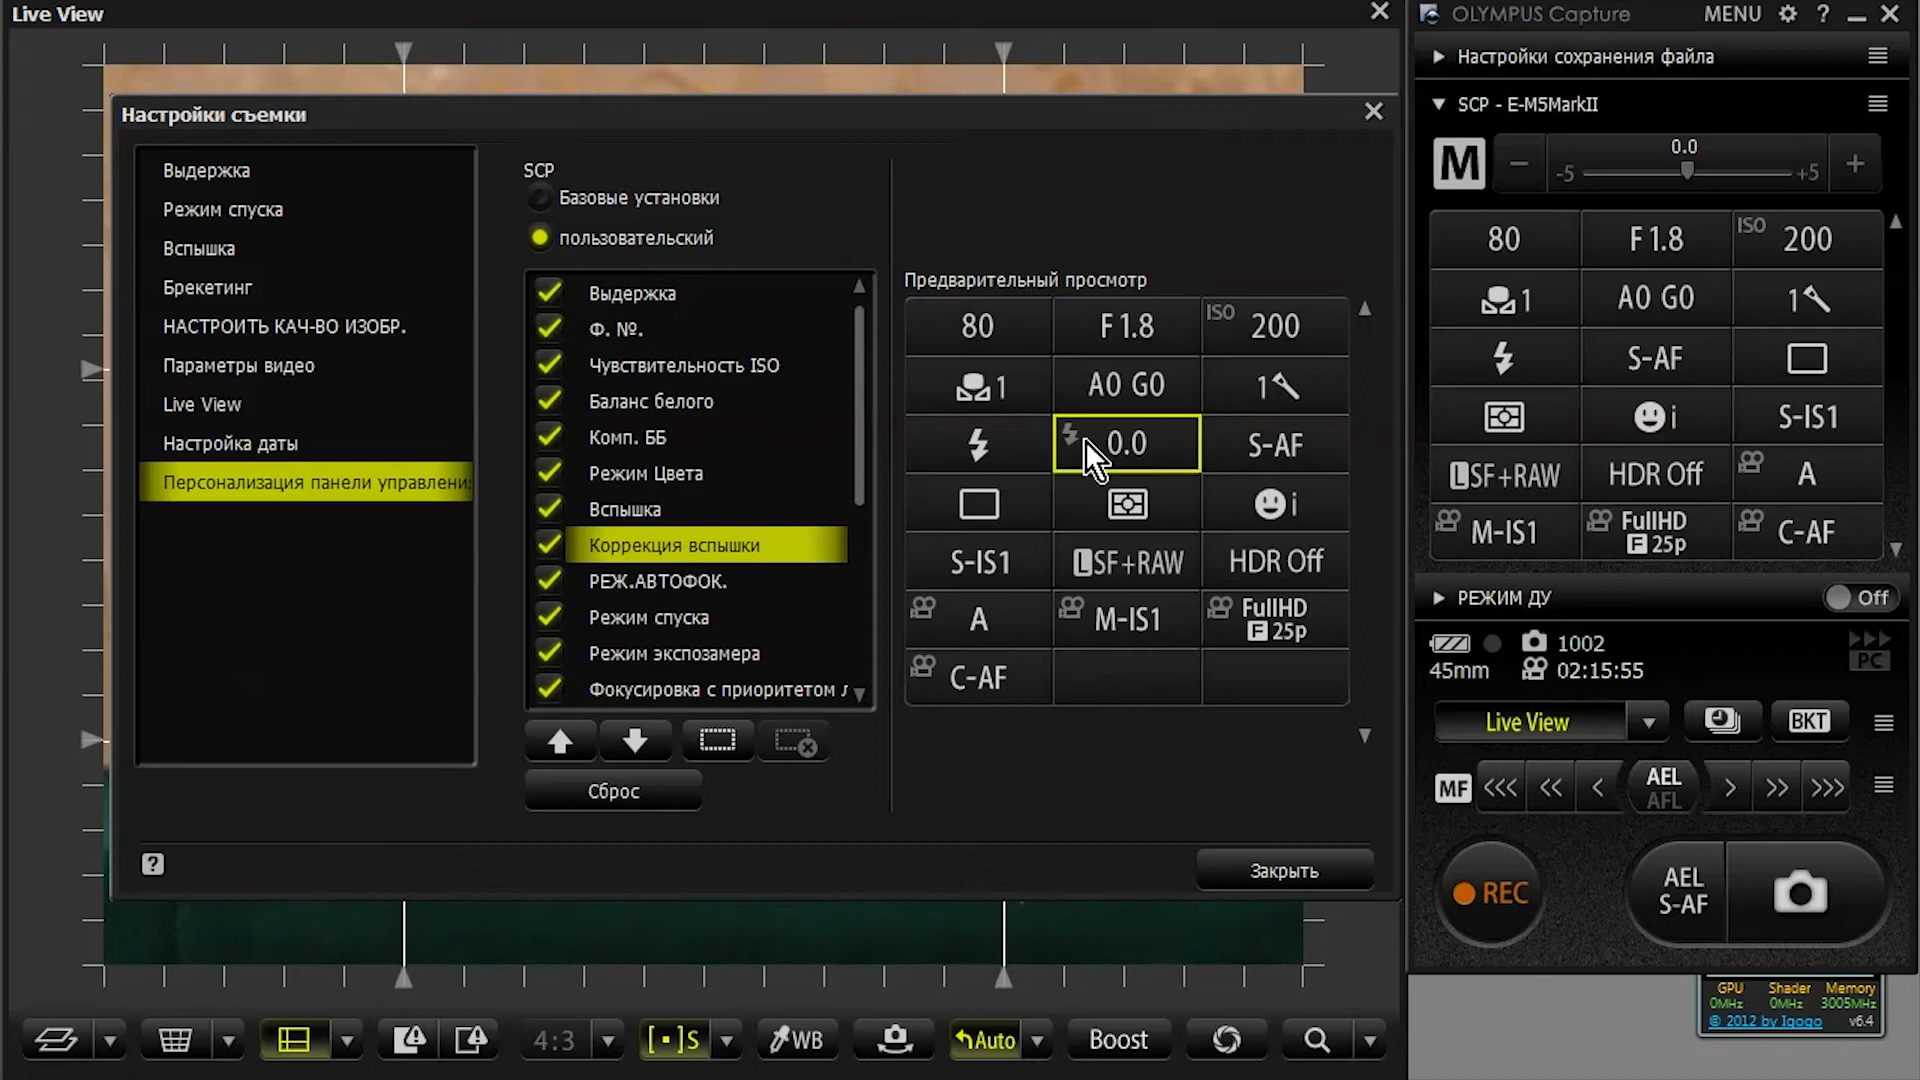 Live View
OLYMPUS Capture
MENU
?
Настройки сохранения файла
SCP - E-M5MarkII
M
0.0
-5
+5
80
F 1.8
ISO 200
1
A0 G0
1
S-AF
i
S-IS1
LSF+RAW
HDR Off
A
M-IS1
FullHD
F 25p
C-AF
РЕЖИМ ДУ
Off
1002
45mm
02:15:55
PC
Live View
BKT
MF
<<<
<<
<
AEL
AFL
>
>>
>>>
REC
AEL
S-AF
GPU Shader Memory
0MHz 0MHz 3005MHz
© 2012 by Igogo v6.4
Настройки съемки
Выдержка
Режим спуска
Вспышка
Брекетинг
НАСТРОИТЬ КАЧ-ВО ИЗОБР.
Параметры видео
Live View
Настройка даты
Персонализация панели управлени
SCP
Базовые установки
пользовательский
Выдержка
Ф. №.
Чувствительность ISO
Баланс белого
Комп. ББ
Режим Цвета
Вспышка
Коррекция вспышки
РЕЖ.АВТОФОК.
Режим спуска
Режим экспозамера
Фокусировка с приоритетом л
Сброс
Предварительный просмотр
80
F 1.8
ISO 200
1
A0 G0
1
0.0
S-AF
i
S-IS1
LSF+RAW
HDR Off
A
M-IS1
FullHD
F 25p
C-AF
?
Закрыть
4:3
[▪]S
WB
Auto
Boost